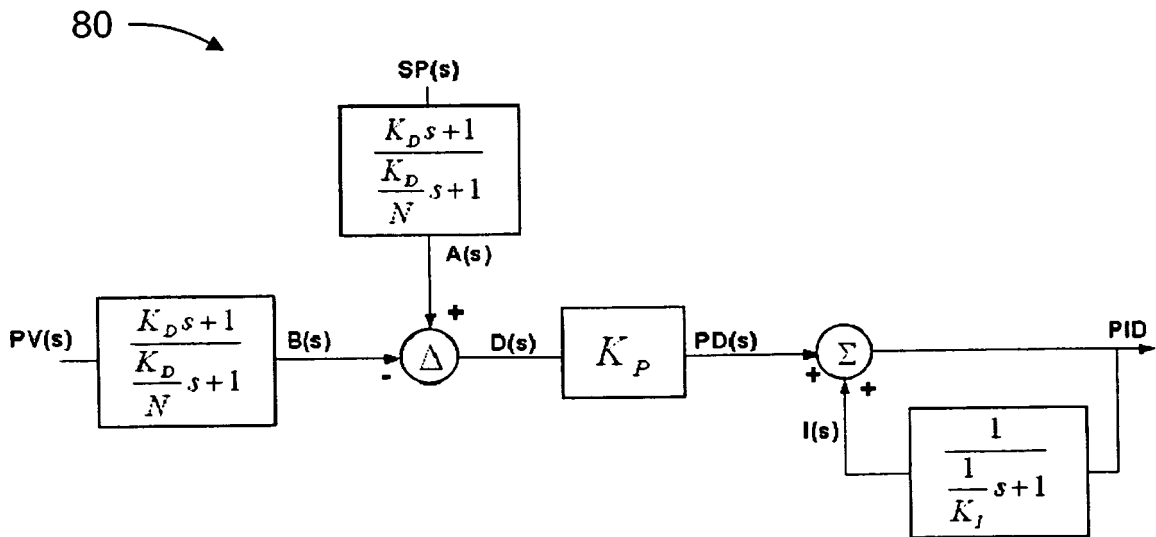 80
SP(s)
K_D s+1
K_D
N
s+1
A(s)
+
PV(s)
K_D s+1
K_D
N
s+1
B(s)
-
Δ
D(s)
K_P
PD(s)
+
Σ
+
PID
I(s)
1
1
K_I
s+1